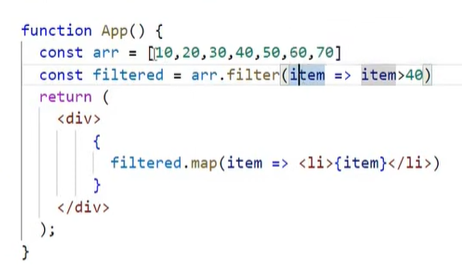 function App() {
  const arr = [10,20,30,40,50,60,70]
  const filtered = arr.filter(item => item>40)
  return (
    <div>
        {
          filtered.map(item => <li>{item}</li>)
        }
    </div>
  );
}